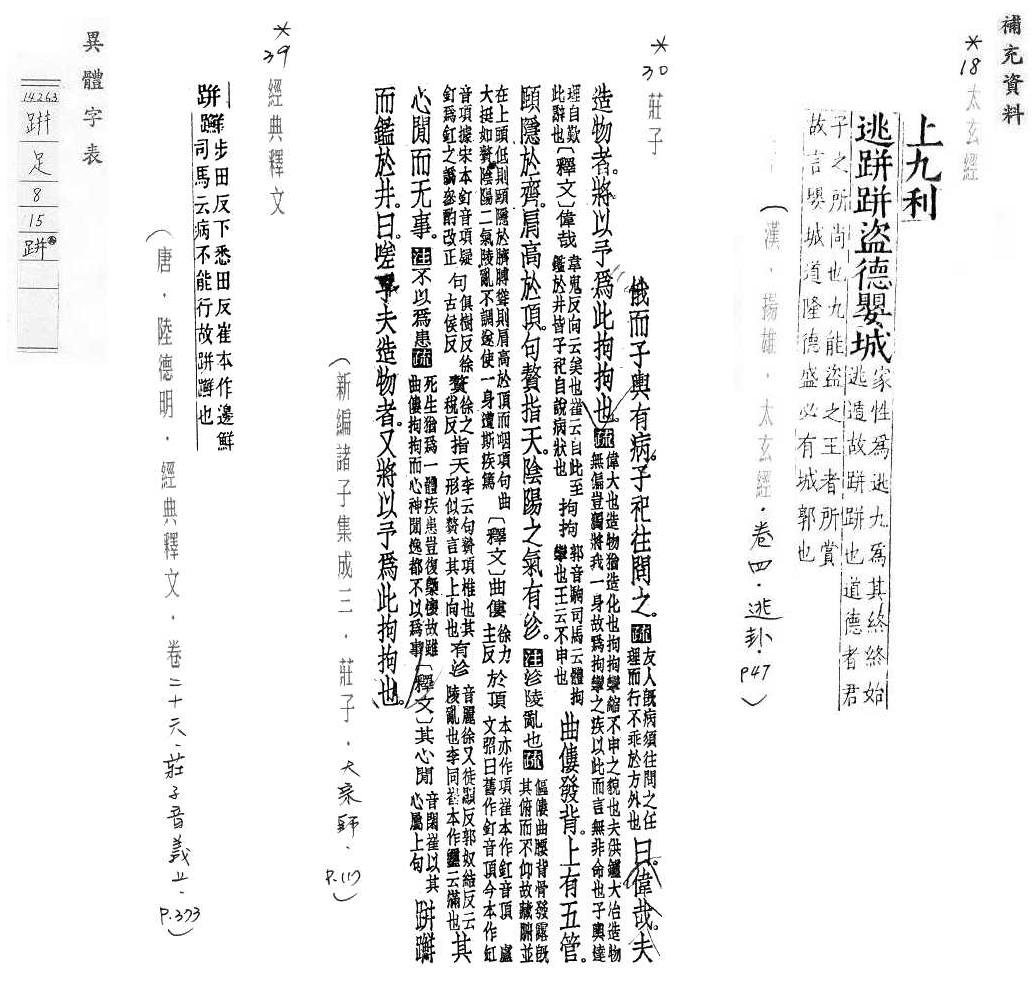 補充資料
*18 太玄經
上九利
逃跰跰盜德嬰城家性為逃九為其終終始
逃遁故跰跰也道德者君
子之所尚也九能盜之王者所賞
故言嬰城道隆德盛必有城郭也
(漢．揚雄．太玄經．卷四．逃卦．P47)
*30 莊子
俄而子輿有病。子祀往問之。疏友人既病須往問之任
理而行不乖於方外也曰。偉哉夫
造物者。將以予為此拘拘也。疏偉大也造物猶造化也拘拘攣縮不申之貌也夫洪鑪大冶造物
無偏豈獨將我一身故為拘攣之疾以此而言無非命也子輿達
理自歎
此辭也〔釋文〕偉哉韋鬼反向云美也崔云自此至
鑑於井皆子祀自說病狀也拘拘郭音駒司馬云體拘
攣也王云不申也曲僂發背。上有五管。
頤隱於齊。肩高於頂。句贅指天。陰陽之氣有沴。注沴陵亂也疏傴僂曲腰背骨發露既
其俯而不仰故藏腑並
在上頭低則頤隱於臍膊聳則肩高於頂而咽項句曲
大挺如贅陰陽二氣陵亂不調遂使一身遭斯疾篤〔釋文〕曲僂徐力
主反於頂本亦作項崔本作釭音頂盧
文弨曰舊作釘音頂今本作釭
音項據宋本釘音項疑
釘為釭之譌參酌改正句俱樹反徐
古侯反贅徐之
稅反指天李云句贅項椎也其
形似贅言其上向也有沴音麗徐又徒顯反郭奴結反云
陵亂也李同崔本作云滿也其
心閒而无事。注不以為患疏死生猶為一體疾患豈復槩懷故雖
曲僂拘拘而心神閒逸都不以為事〔釋文〕其心閒音閑崔以其
心屬上句跰䠙
而鑑於井。曰。嗟乎夫造物者。又將以予為此拘拘也。
(新編諸子集成三．莊子．大宗師．P.117)
*39 經典釋文
跰䠙步田反下悉田反崔本作邊鮮
司馬云病不能行故跰䠙也
(唐．陸德明．經典釋文．卷二十六．莊子音義上．P.373)
異體字表
14263
跰
足
8
15
跰